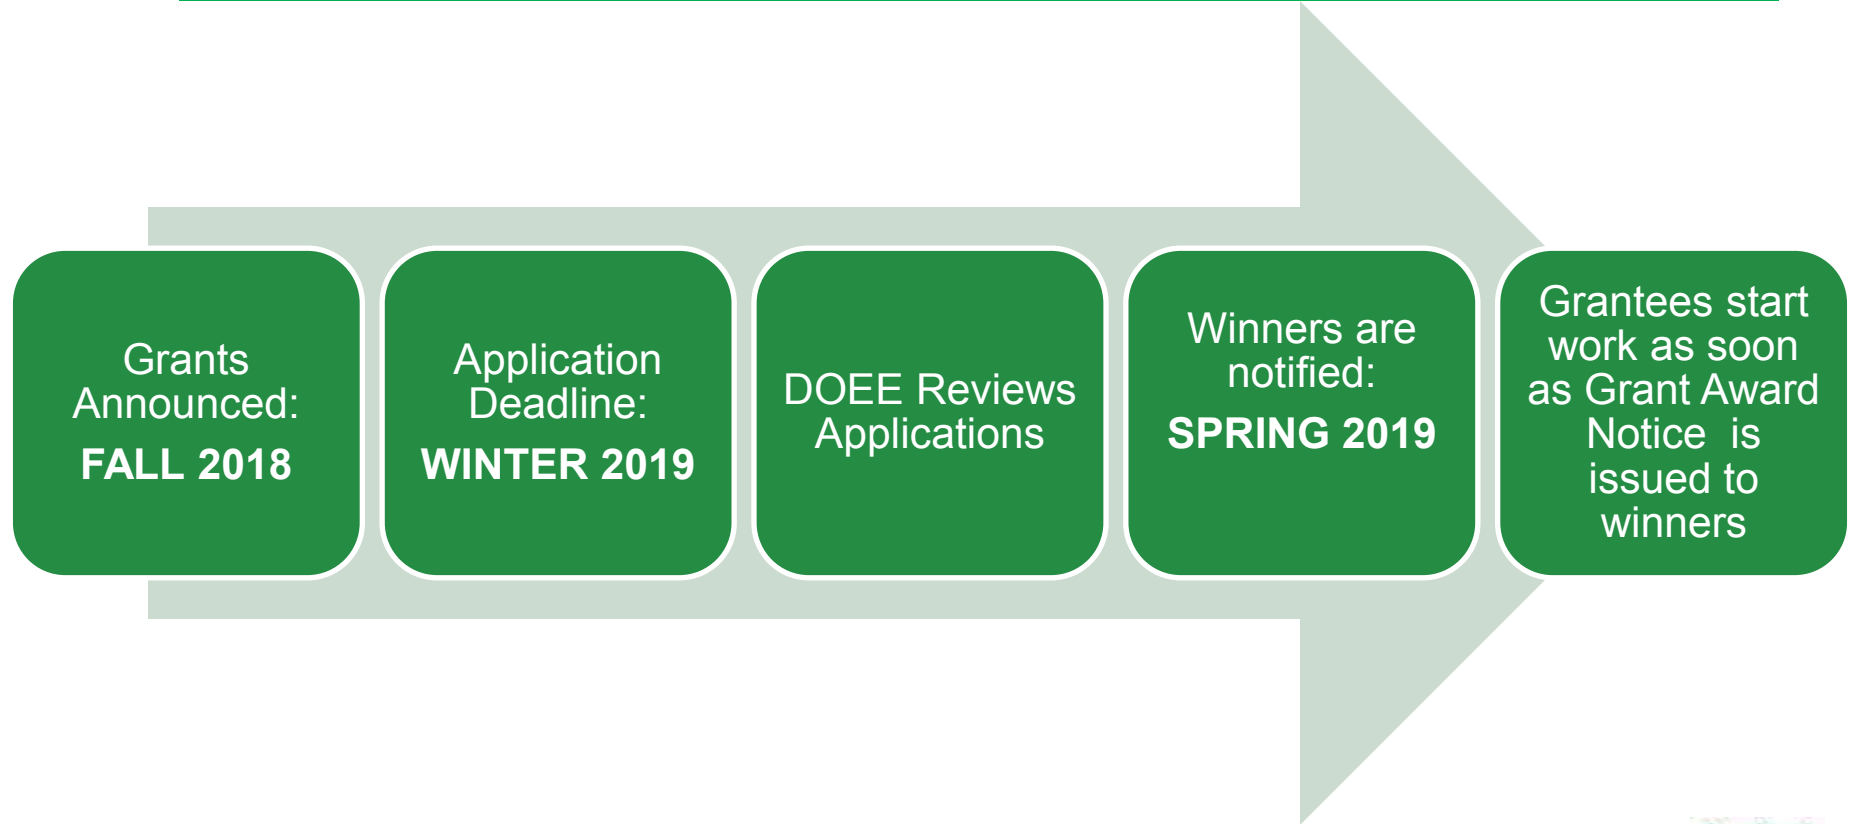 Grants
Announced:
FALL 2018
Application
Deadline:
WINTER 2019
DOEE Reviews
Applications
Winners are
notified:
SPRING 2019
Grantees start
work as soon
as Grant Award
Notice  is
issued to
winners